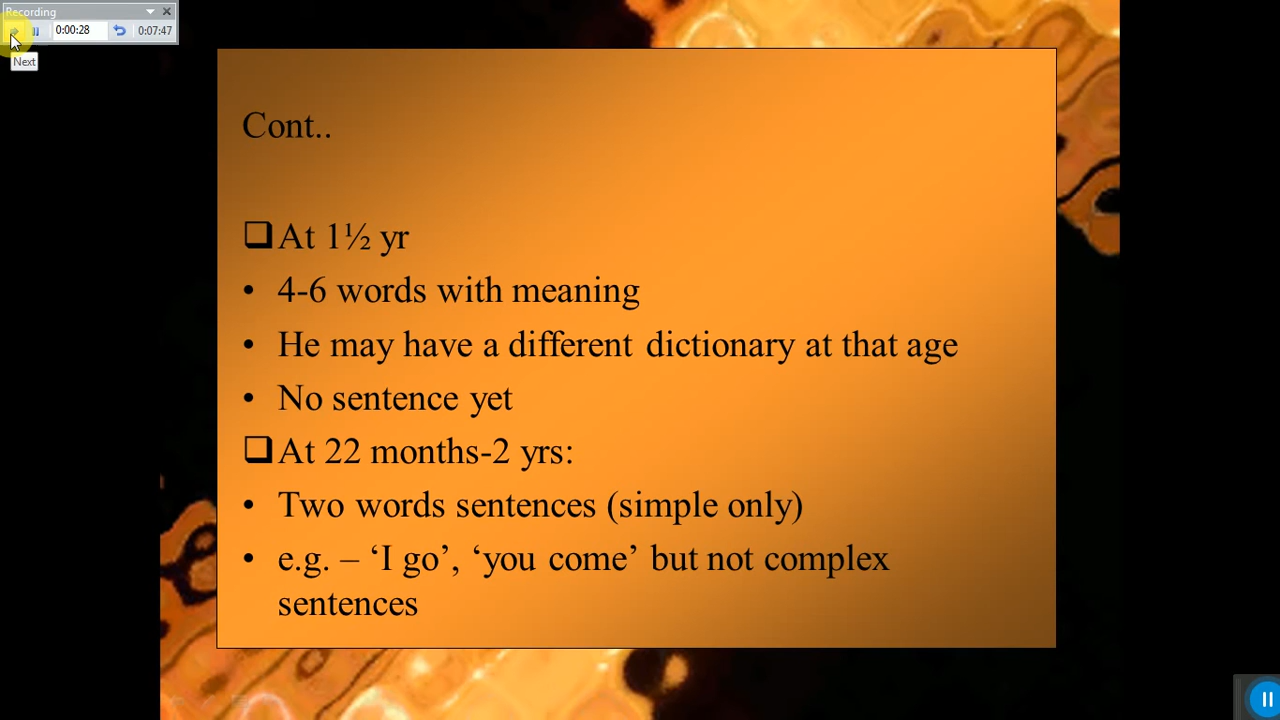 Recording
0:00:28
0:07:47
Next
Cont..
❑At 1½ yr
• 4-6 words with meaning
• He may have a different dictionary at that age
• No sentence yet
❑At 22 months-2 yrs:
• Two words sentences (simple only)
• e.g. – ‘I go’, ‘you come’ but not complex
sentences